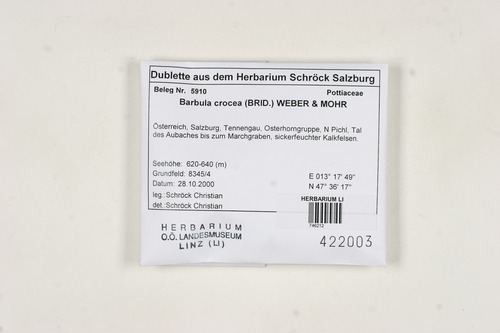 Dublette aus dem Herbarium Schröck Salzburg
Beleg Nr. 5910 Pottiaceae
Barbula crocea (BRID.) WEBER & MOHR
Österreich, Salzburg, Tennengau, Osterhorngruppe, N Pichl, Tal
des Aubaches bis zum Marchgraben, sickerfeuchter Kalkfelsen.
Seehöhe: 620-640 (m)
Grundfeld: 8345/4
Datum: 28.10.2000
leg.: Schröck Christian
det.: Schröck Christian
E 013° 17' 49"
N 47° 36' 17"
HERBARIUM LI
746212
HERBARIUM
O.Ö. LANDESMUSEUM
LINZ (LI)
422003